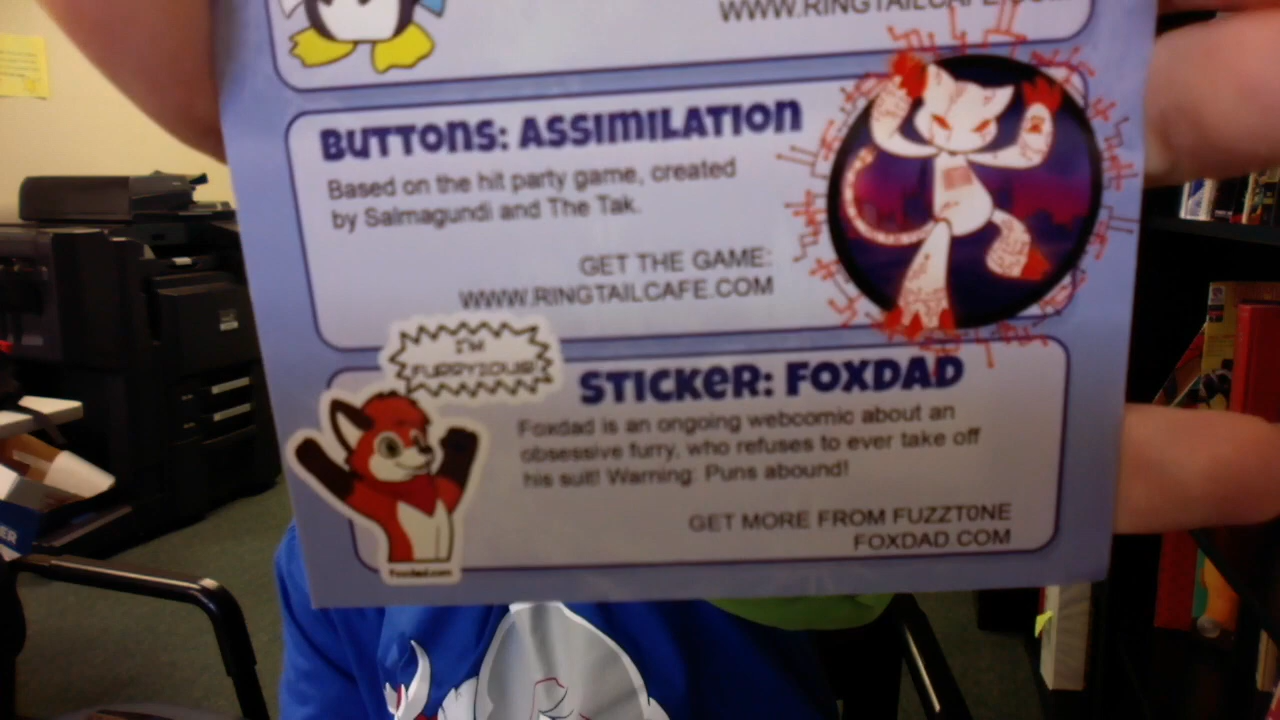 WWW.RINGTAILCAFE.COM
BUTTONS: ASSIMILATION
Based on the hit party game, created
by Salmagundi and The Tak.
GET THE GAME:
WWW.RINGTAILCAFE.COM
I'M
FURRYIOUS!
STICKER: FOXDAD
Foxdad is an ongoing webcomic about an
obsessive furry, who refuses to ever take off
his suit! Warning: Puns abound!
GET MORE FROM FUZZTONE
FOXDAD.COM
Foxdad.com